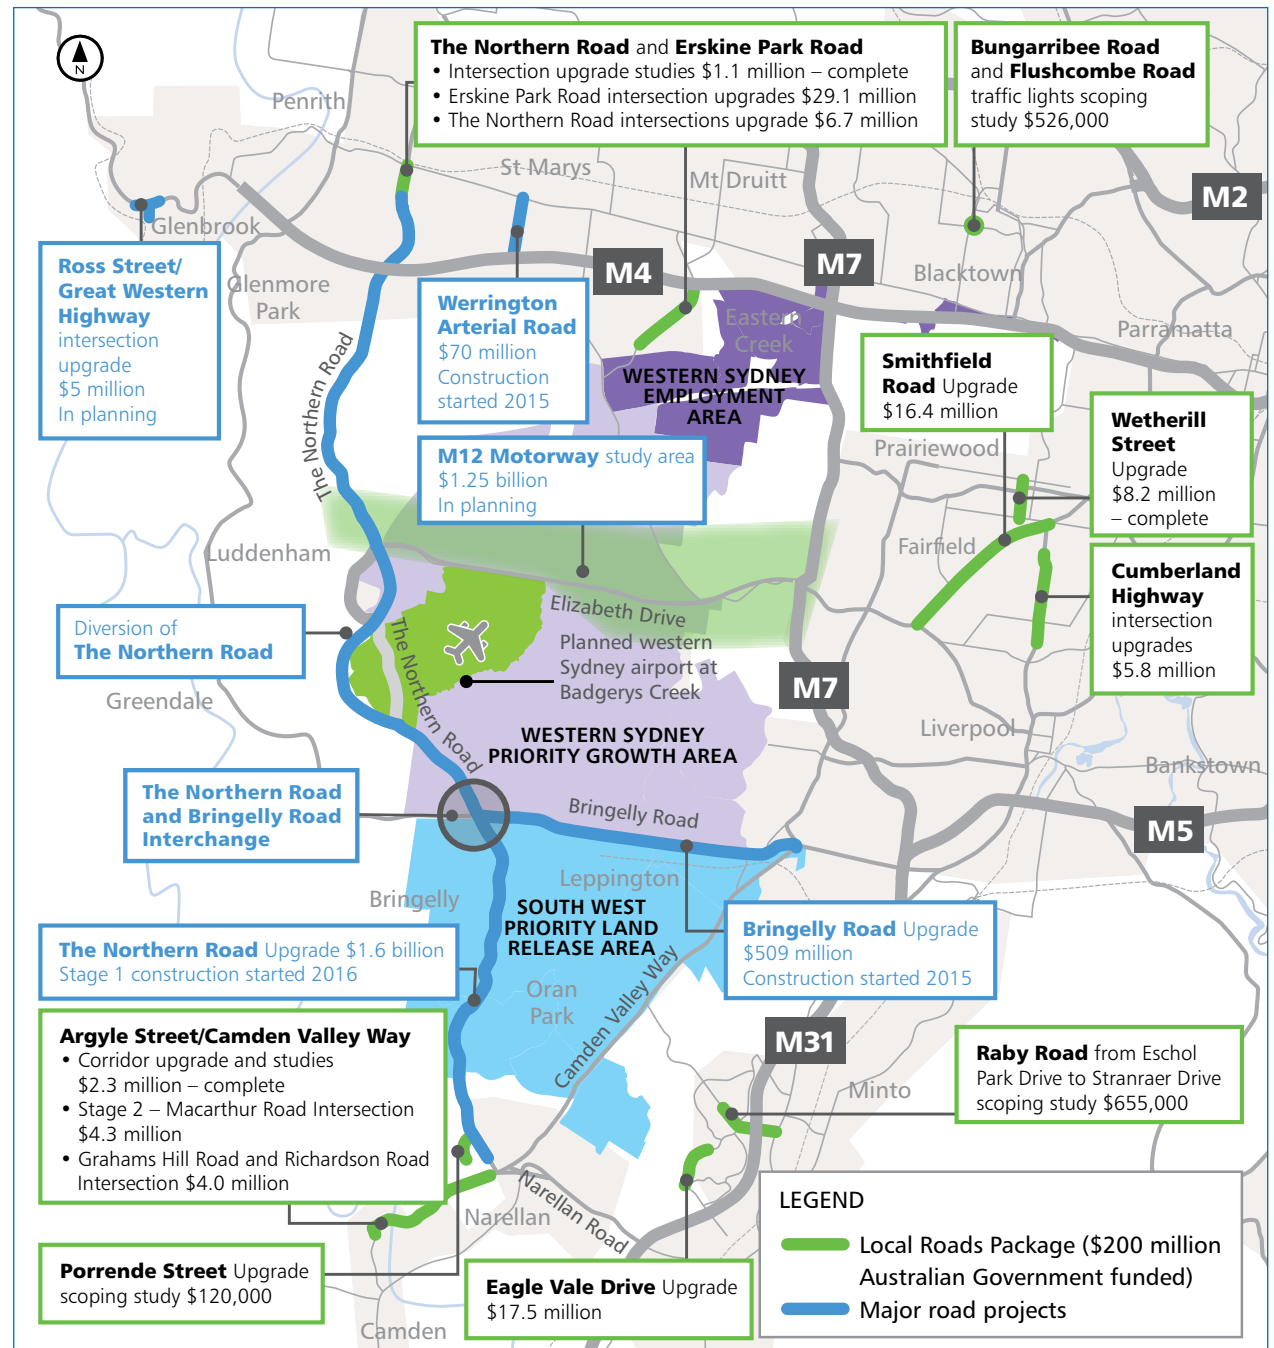 N
The Northern Road and Erskine Park Road
• Intersection upgrade studies $1.1 million – complete
• Erskine Park Road intersection upgrades $29.1 million
• The Northern Road intersections upgrade $6.7 million
Bungarribee Road
and Flushcombe Road
traffic lights scoping
study $526,000
Penrith
St Marys
Mt Druitt
M2
Glenbrook
Ross Street/
Great Western
Highway
intersection
upgrade
$5 million
In planning
Glenmore
Park
M4
M7
Blacktown
Werrington
Arterial Road
$70 million
Construction
started 2015
Eastern
Creek
Parramatta
The Northern Road
WESTERN SYDNEY
EMPLOYMENT
AREA
Smithfield
Road Upgrade
$16.4 million
Wetherill
Street
Upgrade
$8.2 million
– complete
M12 Motorway study area
$1.25 billion
In planning
Prairiewood
Luddenham
Fairfield
Cumberland
Highway
intersection
upgrades
$5.8 million
Elizabeth Drive
Diversion of
The Northern Road
The Northern Road
Planned western
Sydney airport at
Badgerys Creek
M7
Greendale
WESTERN SYDNEY
PRIORITY GROWTH AREA
Liverpool
Bankstown
The Northern Road
and Bringelly Road
Interchange
Bringelly Road
M5
Bringelly
Leppington
SOUTH WEST
PRIORITY LAND
RELEASE AREA
The Northern Road Upgrade $1.6 billion
Stage 1 construction started 2016
Bringelly Road Upgrade
$509 million
Construction started 2015
Oran
Park
Camden Valley Way
Argyle Street/Camden Valley Way
• Corridor upgrade and studies
$2.3 million – complete
• Stage 2 – Macarthur Road Intersection
$4.3 million
• Grahams Hill Road and Richardson Road
Intersection $4.0 million
M31
Minto
Raby Road from Eschol
Park Drive to Stranraer Drive
scoping study $655,000
Narellan
Narellan Road
Porrende Street Upgrade
scoping study $120,000
Eagle Vale Drive Upgrade
$17.5 million
Camden
LEGEND
Local Roads Package ($200 million
Australian Government funded)
Major road projects